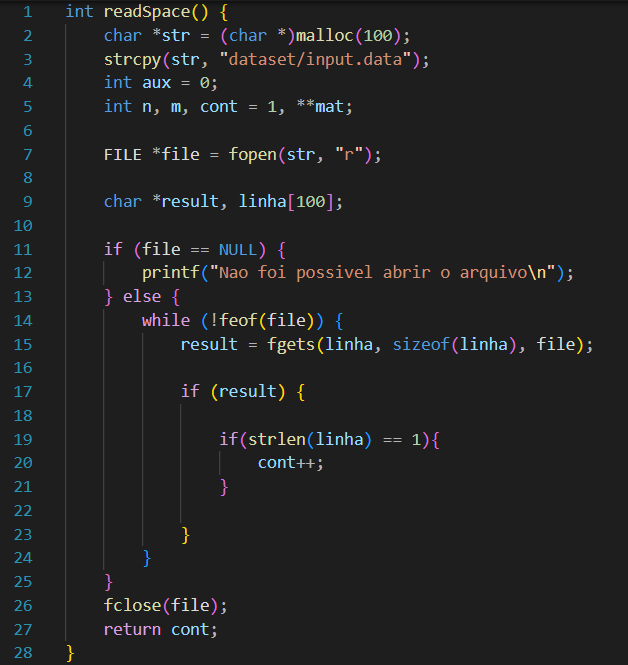 1 int readSpace() {
2 char *str = (char *)malloc(100);
3 strcpy(str, "dataset/input.data");
4 int aux = 0;
5 int n, m, cont = 1, **mat;
6
7 FILE *file = fopen(str, "r");
8
9 char *result, linha[100];
10
11 if (file == NULL) {
12 printf("Nao foi possivel abrir o arquivo\n");
13 } else {
14 while (!feof(file)) {
15 result = fgets(linha, sizeof(linha), file);
16
17 if (result) {
18
19 if(strlen(linha) == 1){
20 cont++;
21 }
22
23 }
24 }
25 }
26 fclose(file);
27 return cont;
28 }